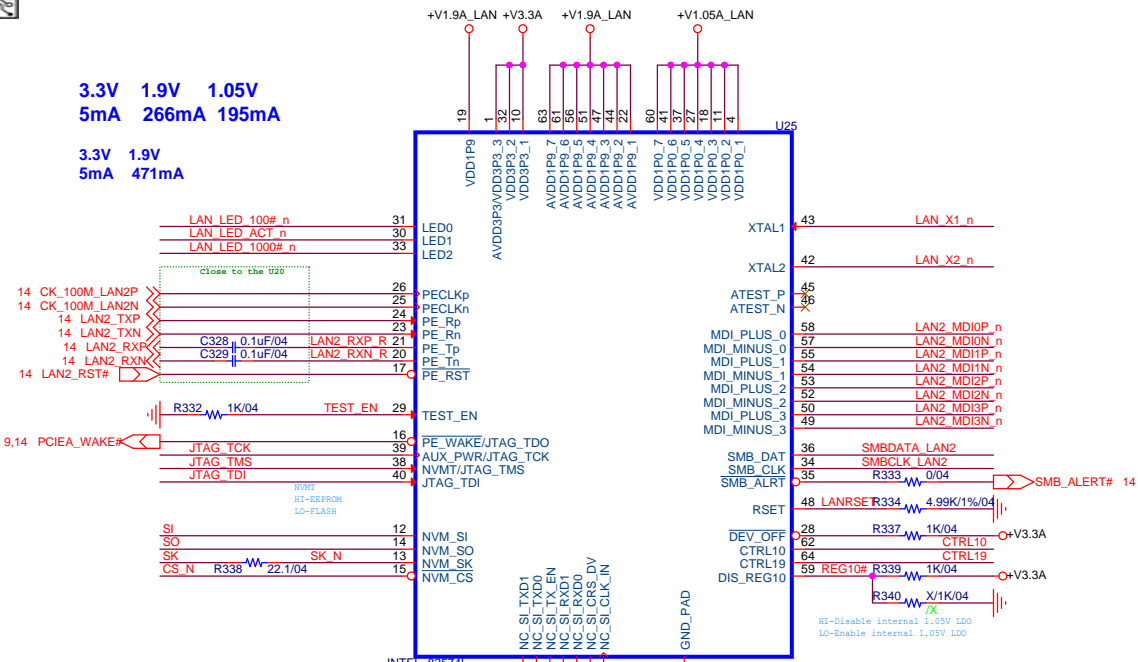 +V1.9A_LAN +V3.3A +V1.9A_LAN +V1.05A_LAN
3.3V 1.9V 1.05V
5mA 266mA 195mA
3.3V 1.9V
5mA 471mA
19 1 32 10 63 61 56 51 47 44 22 60 41 37 27 18 11 4
U25
VDD1P9
AVDD3P3/VDD3P3_3
VDD3P3_2
VDD3P3_1
AVDD1P9_7
AVDD1P9_6
AVDD1P9_5
AVDD1P9_4
AVDD1P9_3
AVDD1P9_2
AVDD1P9_1
VDD1P0_7
VDD1P0_6
VDD1P0_5
VDD1P0_4
VDD1P0_3
VDD1P0_2
VDD1P0_1
LAN_LED_100#_n 31 LED0
LAN_LED_ACT_n 30 LED1
LAN_LED_1000#_n 33 LED2
Close to the U20
14 CK_100M_LAN2P 26 PECLKp
14 CK_100M_LAN2N 25 PECLKn
14 LAN2_TXP 24 PE_Rp
14 LAN2_TXN 23 PE_Rn
14 LAN2_RXP C328 0.1uF/04 LAN2_RXP_R 21 PE_Tp
14 LAN2_RXN C329 0.1uF/04 LAN2_RXN_R 20 PE_Tn
14 LAN2_RST# 17 PE_RST
R332 1K/04 TEST_EN 29 TEST_EN
9,14 PCIEA_WAKE# 16 PE_WAKE/JTAG_TDO
JTAG_TCK 39 AUX_PWR/JTAG_TCK
JTAG_TMS 38 NVMT/JTAG_TMS
JTAG_TDI 40 JTAG_TDI
NVMT
HI-EEPROM
LO-FLASH
SI 12 NVM_SI
SO 14 NVM_SO
SK SK_N 13 NVM_SK
CS_N R338 22.1/04 15 NVM_CS
XTAL1 43 LAN_X1_n
XTAL2 42 LAN_X2_n
ATEST_P 45
ATEST_N 46
MDI_PLUS_0 58 LAN2_MDI0P_n
MDI_MINUS_0 57 LAN2_MDI0N_n
MDI_PLUS_1 55 LAN2_MDI1P_n
MDI_MINUS_1 54 LAN2_MDI1N_n
MDI_PLUS_2 53 LAN2_MDI2P_n
MDI_MINUS_2 52 LAN2_MDI2N_n
MDI_PLUS_3 50 LAN2_MDI3P_n
MDI_MINUS_3 49 LAN2_MDI3N_n
SMB_DAT 36 SMBDATA_LAN2
SMB_CLK 34 SMBCLK_LAN2
SMB_ALRT 35 R333 0/04 SMB_ALERT# 14
RSET 48 LANRSET R334 4.99K/1%/04
DEV_OFF 28 R337 1K/04 +V3.3A
CTRL10 62 CTRL10
CTRL19 64 CTRL19
DIS_REG10 59 REG10# R339 1K/04 +V3.3A
R340 X/1K/04
/X
HI-Disable internal 1.05V LDO
LO-Enable internal 1.05V LDO
NC_SI_TXD1
NC_SI_TXD0
NC_SI_TX_EN
NC_SI_RXD1
NC_SI_RXD0
NC_SI_CRS_DV
NC_SI_CLK_IN
GND_PAD